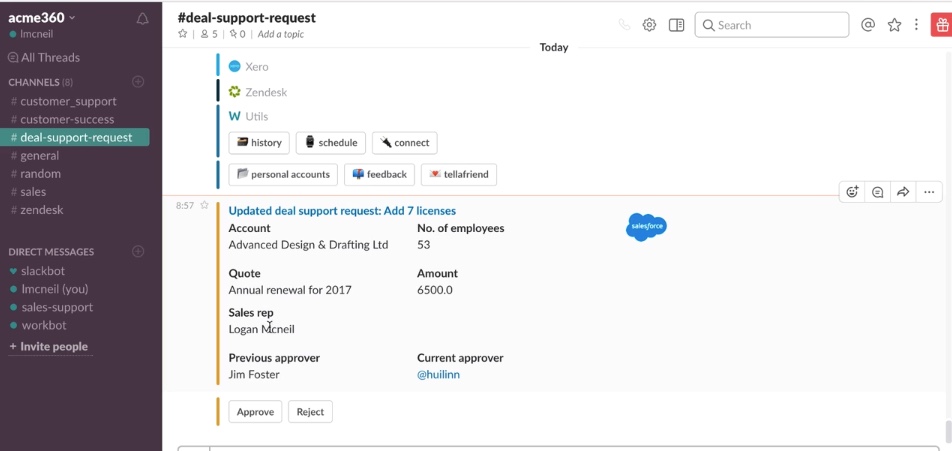 acme360
lmcneil
All Threads
CHANNELS (8)
# customer_support
# customer-success
# deal-support-request
# general
# random
# sales
# zendesk
DIRECT MESSAGES
slackbot
lmcneil (you)
sales-support
workbot
+ Invite people
#deal-support-request
5 | 0 | Add a topic
Search
Today
Xero
Zendesk
W Utils
history schedule connect
personal accounts feedback tellafriend
8:57
Updated deal support request: Add 7 licenses
salesforce
Account No. of employees
Advanced Design & Drafting Ltd 53
Quote Amount
Annual renewal for 2017 6500.0
Sales rep
Logan Mcneil
Previous approver Current approver
Jim Foster @huilinn
Approve Reject